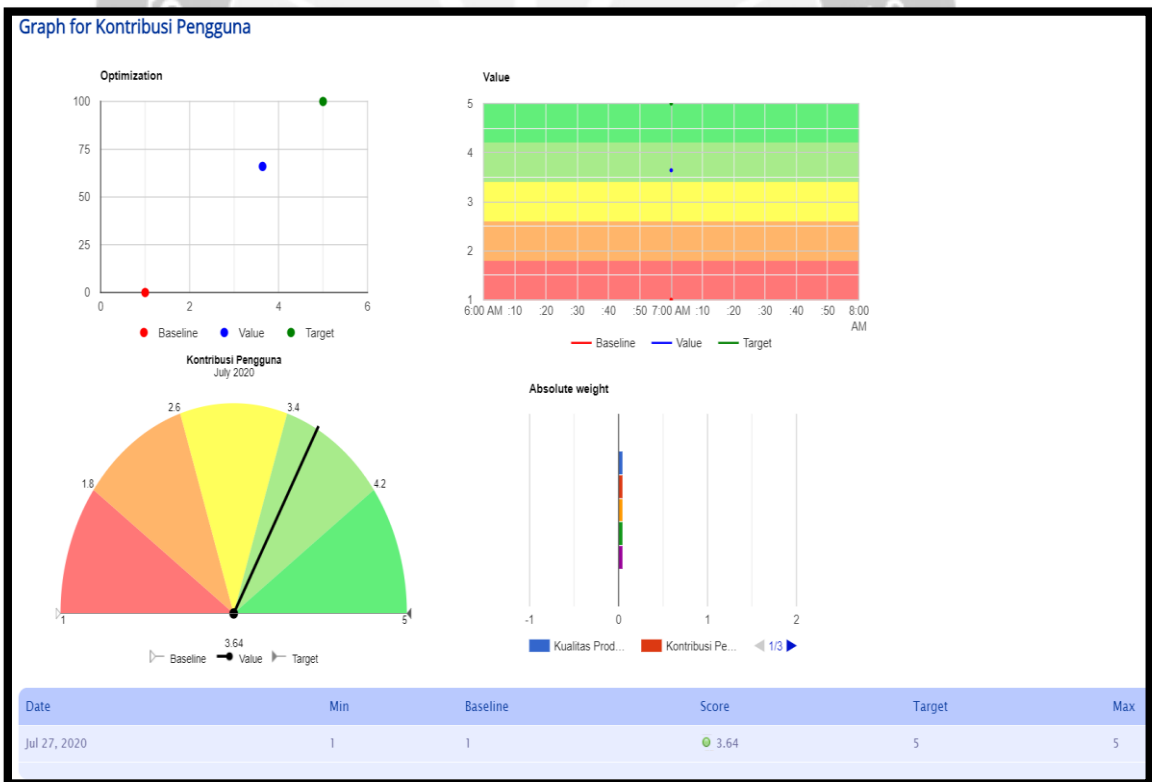 Graph for Kontribusi Pengguna
Optimization
100
75
50
25
0
0 2 4 6
Baseline Value Target
Value
5
4
3
2
1
6:00 AM :10 :20 :30 :40 :50 7:00 AM :10 :20 :30 :40 :50 8:00
AM
Baseline Value Target
Kontribusi Pengguna
July 2020
2.6 3.4
1.8 4.2
1 5
3.64
Baseline Value Target
Absolute weight
-1 0 1 2
Kualitas Prod... Kontribusi Pe... 1/3
Date Min Baseline Score Target Max
Jul 27, 2020 1 1 3.64 5 5